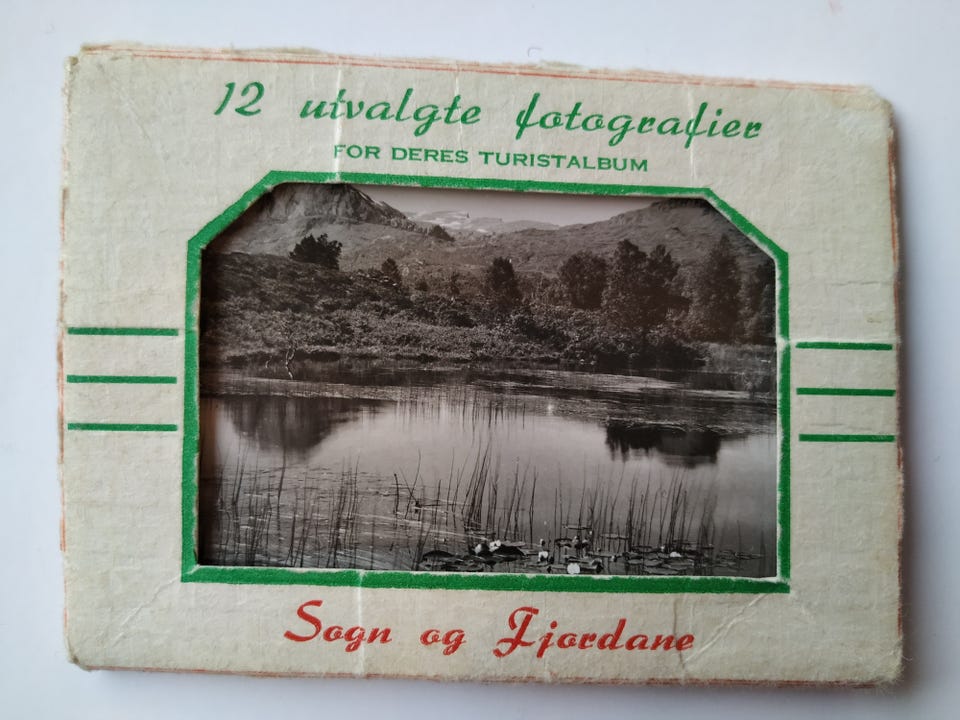 12 utvalgte fotografier
FOR DERES TURISTALBUM
Sogn og Fjordane